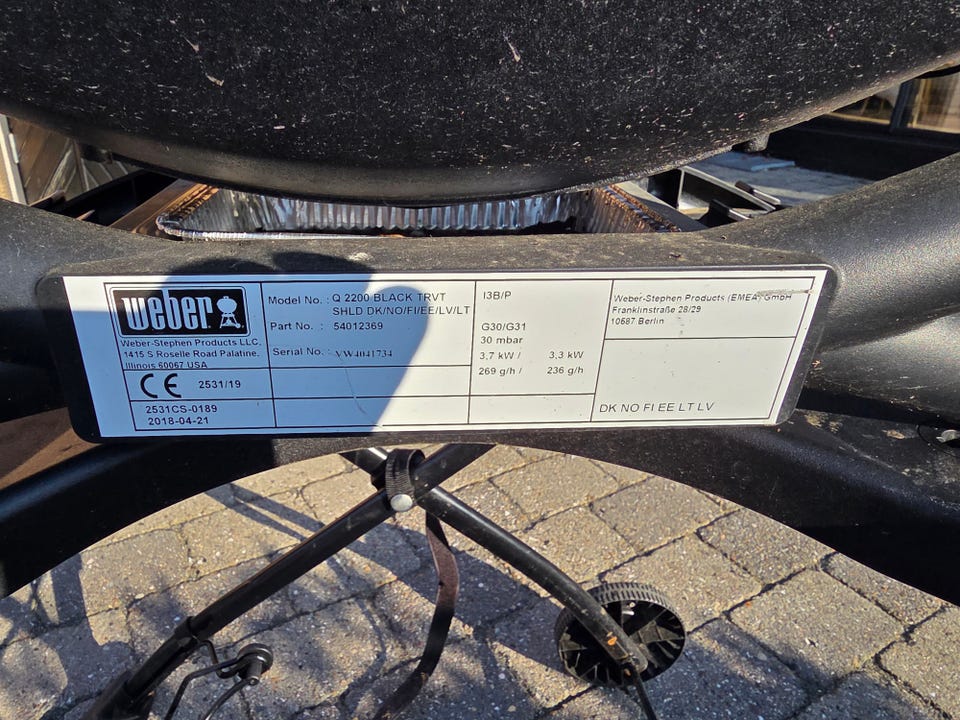 weber
Weber-Stephen Products LLC.
1415 S Roselle Road Palatine.
Illinois 60067 USA
CE 2531/19
2531CS-0189
2018-04-21
Model No. : Q 2200 BLACK TRVT
SHLD DK/NO/FI/EE/LV/LT
Part No. : 54012369
Serial No. : VW4041734
I3B/P
G30/G31
30 mbar
3,7 kW / 3,3 kW
269 g/h / 236 g/h
Weber-Stephen Products (EMEA) GmbH
Franklinstraße 28/29
10587 Berlin
DK NO FI EE LT LV